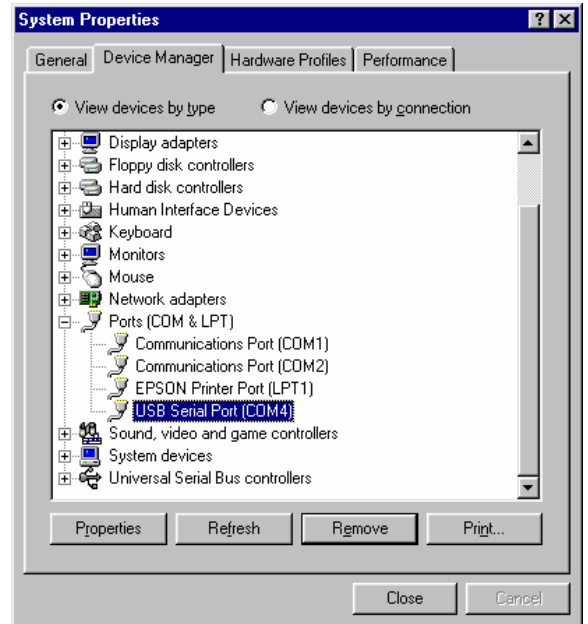 System Properties ? X
General Device Manager Hardware Profiles Performance
View devices by type View devices by connection
Display adapters
Floppy disk controllers
Hard disk controllers
Human Interface Devices
Keyboard
Monitors
Mouse
Network adapters
Ports (COM & LPT)
Communications Port (COM1)
Communications Port (COM2)
EPSON Printer Port (LPT1)
USB Serial Port (COM4)
Sound, video and game controllers
System devices
Universal Serial Bus controllers
Properties Refresh Remove Print...
Close Cancel